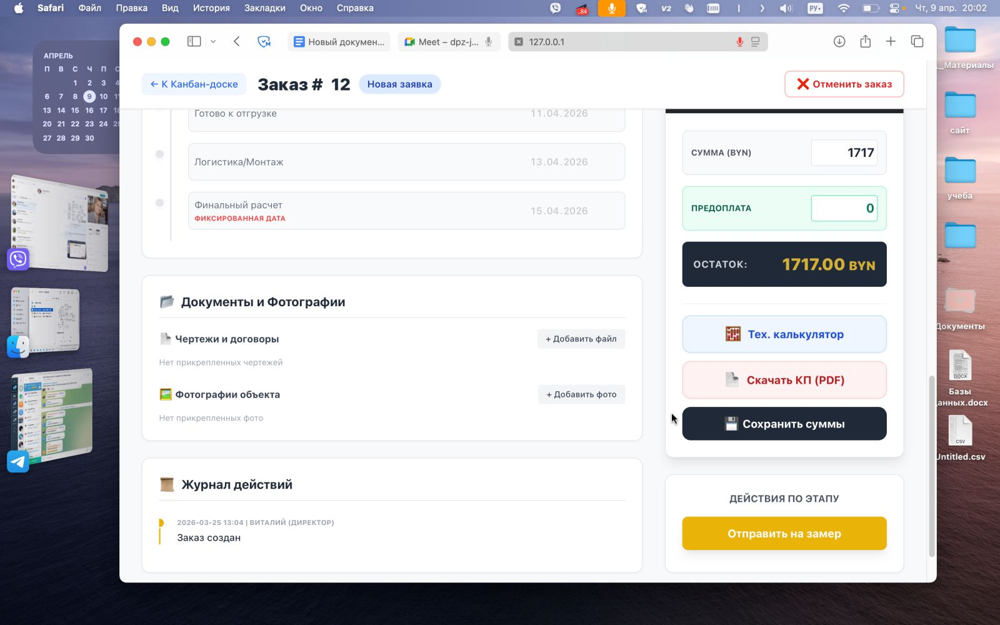 Safari Файл Правка Вид История Закладки Окно Справка
..84
V2
РУ
Чт, 9 апр. 20:02
АПРЕЛЬ
П В С Ч П С
1 2 3 4
6 7 8 9 10 11
13 14 15 16 17 18
20 21 22 23 24 25
27 28 29 30
Новый докумен...
Meet – dpz-j...
127.0.0.1
← К Канбан-доске
Заказ # 12
Новая заявка
❌ Отменить заказ
Готово к отгрузке
11.04.2026
Логистика/Монтаж
13.04.2026
Финальный расчет
ФИКСИРОВАННАЯ ДАТА
15.04.2026
Документы и Фотографии
Чертежи и договоры
+ Добавить файл
Нет прикрепленных чертежей
Фотографии объекта
+ Добавить фото
Нет прикрепленных фото
Журнал действий
2026-03-25 13:04 | ВИТАЛИЙ (ДИРЕКТОР)
Заказ создан
СУММА (BYN)
1717
ПРЕДОПЛАТА
0
ОСТАТОК:
1717.00 BYN
Тех. калькулятор
Скачать КП (PDF)
Сохранить суммы
ДЕЙСТВИЯ ПО ЭТАПУ
Отправить на замер
_Материалы
сайт
учеба
Документы
DOCX
Базы
анных.docx
CSV
Untitled.csv